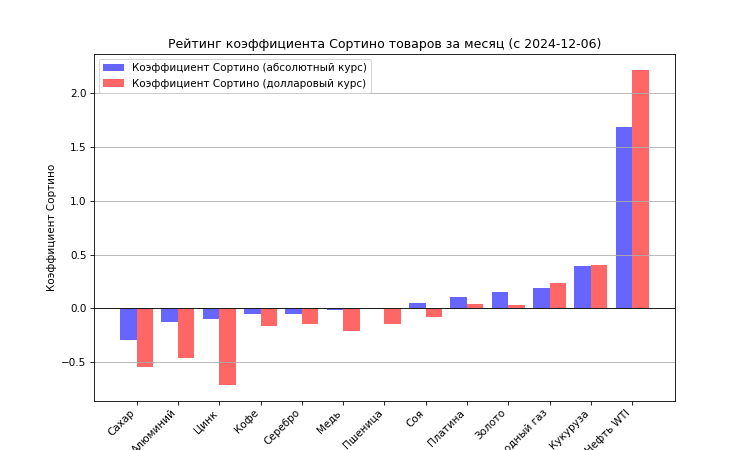 Рейтинг коэффициента Сортино товаров за месяц (с 2024-12-06)
Коэффициент Сортино (абсолютный курс)
Коэффициент Сортино (долларовый курс)
Коэффициент Сортино
2.0
1.5
1.0
0.5
0.0
−0.5
Сахар
Алюминий
Цинк
Кофе
Серебро
Медь
Пшеница
Соя
Платина
Золото
одный газ
Кукуруза
Нефть WTI